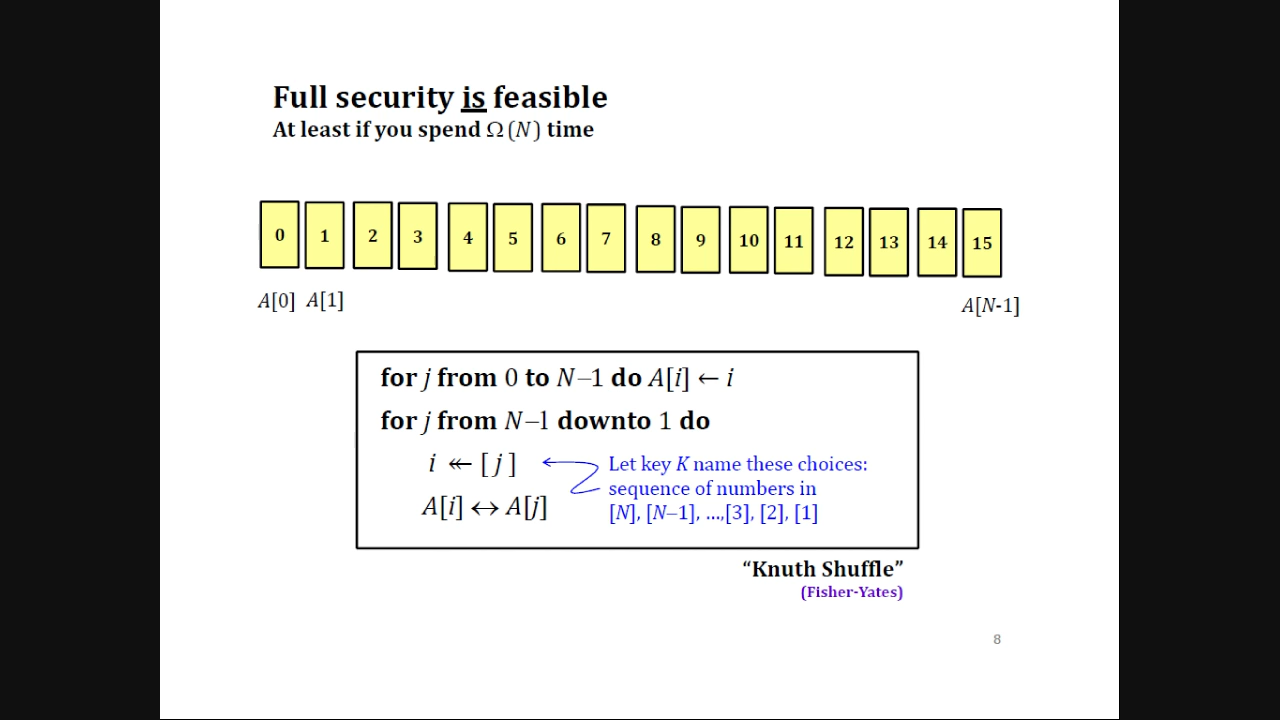 Full security is feasible
At least if you spend Ω (N) time
0 1 2 3 4 5 6 7 8 9 10 11 12 13 14 15
A[0] A[1] A[N-1]
for j from 0 to N–1 do A[i] ← i
for j from N–1 downto 1 do
i ↞ [ j ]
A[i] ↔ A[j]
Let key K name these choices:
sequence of numbers in
[N], [N–1], ...,[3], [2], [1]
“Knuth Shuffle”
(Fisher-Yates)
8